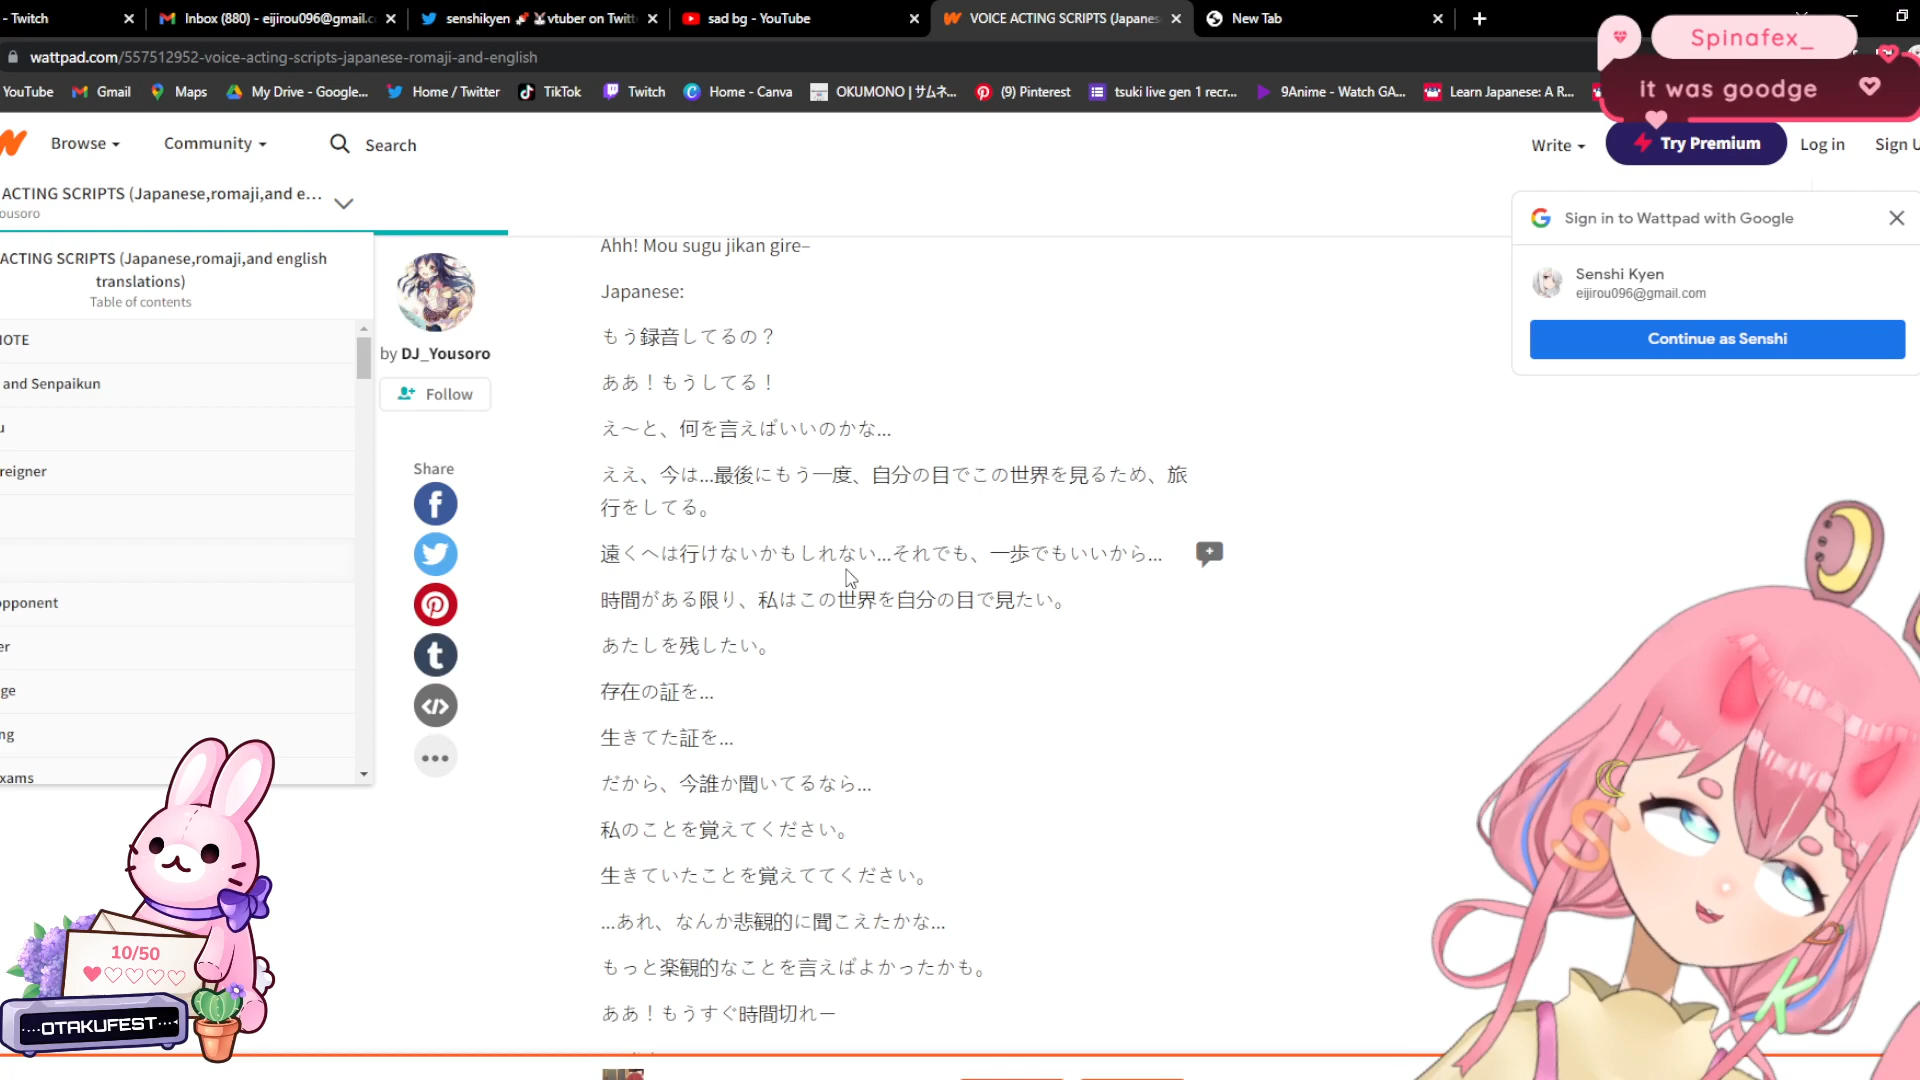 - Twitch
Inbox (880) - eijirou096@gmail.c
senshikyen vtuber on Twit
sad bg - YouTube
VOICE ACTING SCRIPTS (Japanes
New Tab
wattpad.com/557512952-voice-acting-scripts-japanese-romaji-and-english
YouTube
Gmail
Maps
My Drive - Google...
Home / Twitter
TikTok
Twitch
Home - Canva
OKUMONO | サムネ...
(9) Pinterest
tsuki live gen 1 recr...
9Anime - Watch GA...
Learn Japanese: A R...
Spinafex_
it was goodge
Browse
Community
Search
Write
Try Premium
Log in
Sign U
ACTING SCRIPTS (Japanese,romaji,and e...
ousoro
ACTING SCRIPTS (Japanese,romaji,and english
translations)
Table of contents
IOTE
and Senpaikun
u
reigner
opponent
er
ge
ng
xams
by DJ_Yousoro
Follow
Share
Ahh! Mou sugu jikan gire–
Japanese:
もう録音してるの？
ああ！もうしてる！
え〜と、何を言えばいいのかな...
ええ、今は...最後にもう一度、自分の目でこの世界を見るため、旅
行をしてる。
遠くへは行けないかもしれない...それでも、一歩でもいいから...
時間がある限り、私はこの世界を自分の目で見たい。
あたしを残したい。
存在の証を...
生きてた証を...
だから、今誰か聞いてるなら...
私のことを覚えてください。
生きていたことを覚えててください。
...あれ、なんか悲観的に聞こえたかな...
もっと楽観的なことを言えばよかったかも。
ああ！もうすぐ時間切れー
Sign in to Wattpad with Google
Senshi Kyen
eijirou096@gmail.com
Continue as Senshi
10/50
····OTAKUFEST···
S
K